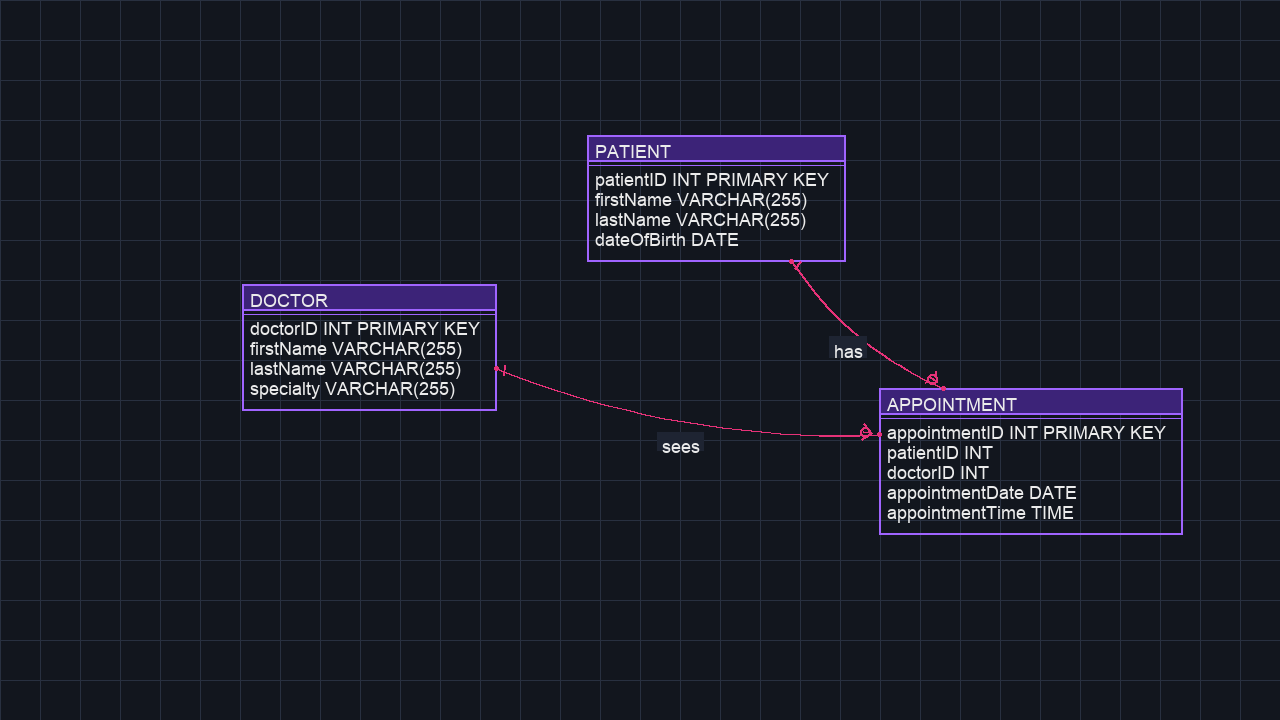 PATIENT
patientID INT PRIMARY KEY
firstName VARCHAR(255)
lastName VARCHAR(255)
dateOfBirth DATE
DOCTOR
doctorID INT PRIMARY KEY
firstName VARCHAR(255)
lastName VARCHAR(255)
specialty VARCHAR(255)
has
sees
APPOINTMENT
appointmentID INT PRIMARY KEY
patientID INT
doctorID INT
appointmentDate DATE
appointmentTime TIME